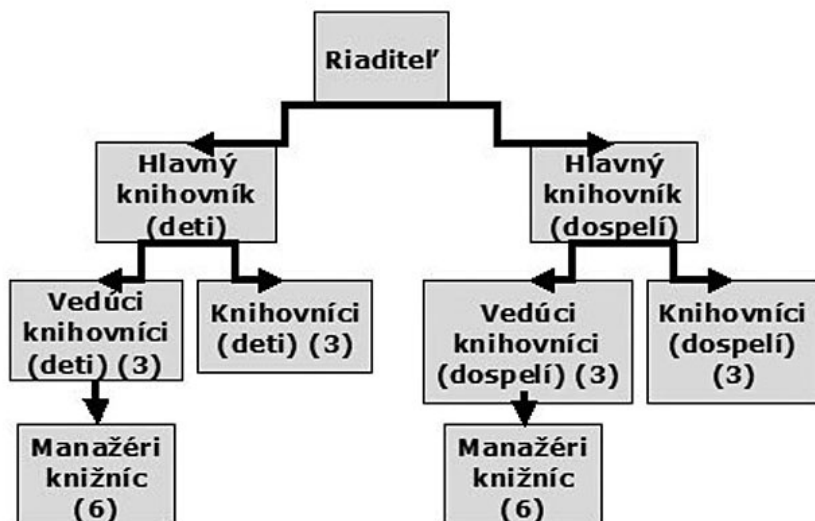 Riaditeľ
Hlavný
knihovník
(deti)
Hlavný
knihovník
(dospelí)
Vedúci
knihovníci
(deti) (3)
Knihovníci
(deti) (3)
Vedúci
knihovníci
(dospelí) (3)
Knihovníci
(dospelí)
(3)
Manažéri
knižníc
(6)
Manažéri
knižníc
(6)